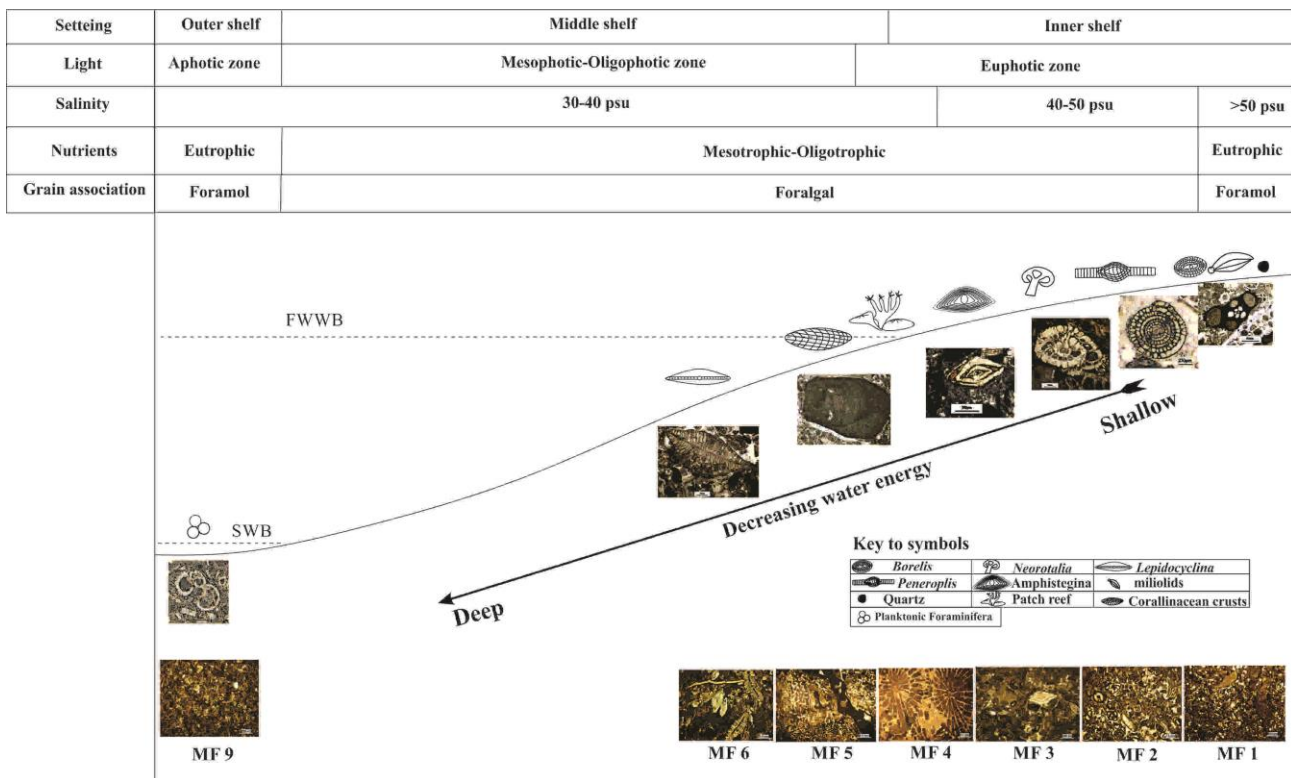 Setteing Outer shelf Middle shelf Inner shelf
Light Aphotic zone Mesophotic-Oligophotic zone Euphotic zone
Salinity 30-40 psu 40-50 psu >50 psu
Nutrients Eutrophic Mesotrophic-Oligotrophic Eutrophic
Grain association Foramol Foralgal Foramol
FWWB
SWB
Shallow
Decreasing water energy
Deep
Key to symbols
Borelis Neorotalia Lepidocyclina
Peneroplis Amphistegina miliolids
Quartz Patch reef Corallinacean crusts
Planktonic Foraminifera
MF 9 MF 6 MF 5 MF 4 MF 3 MF 2 MF 1